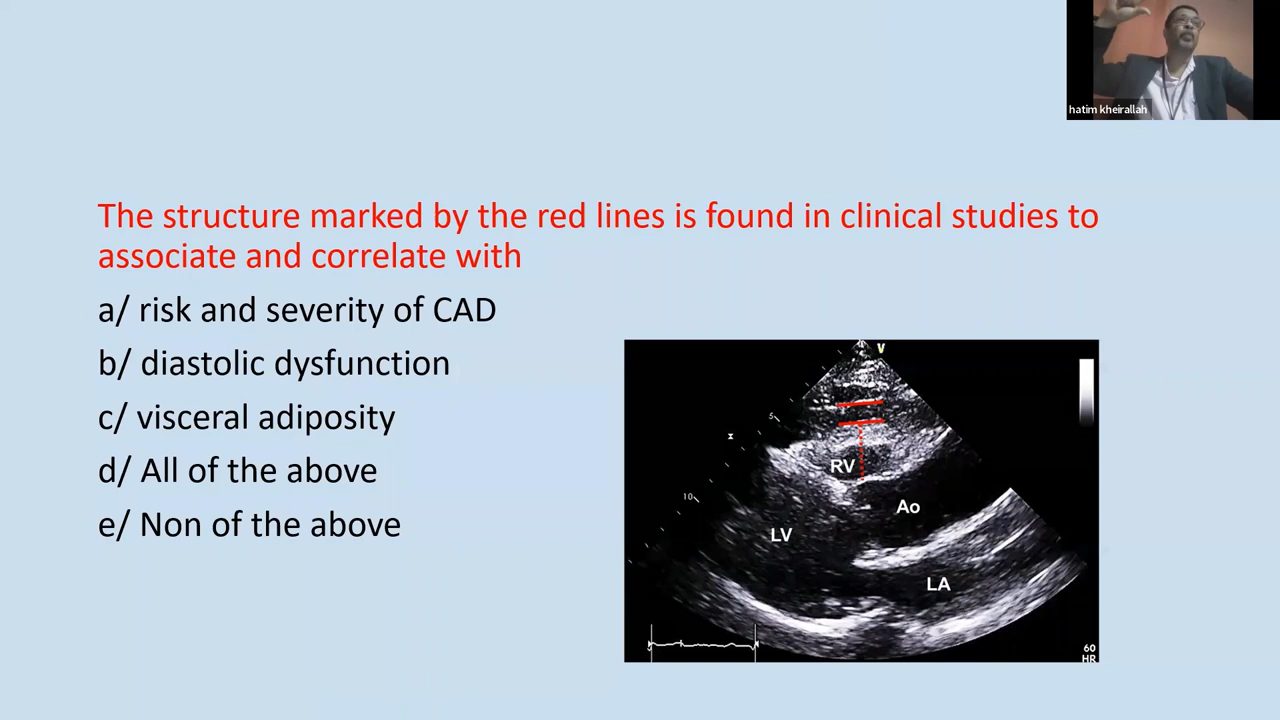 hatim kheirallah
The structure marked by the red lines is found in clinical studies to
associate and correlate with
a/ risk and severity of CAD
b/ diastolic dysfunction
c/ visceral adiposity
d/ All of the above
e/ Non of the above
V
5
RV
10
Ao
LV
LA
60
HR